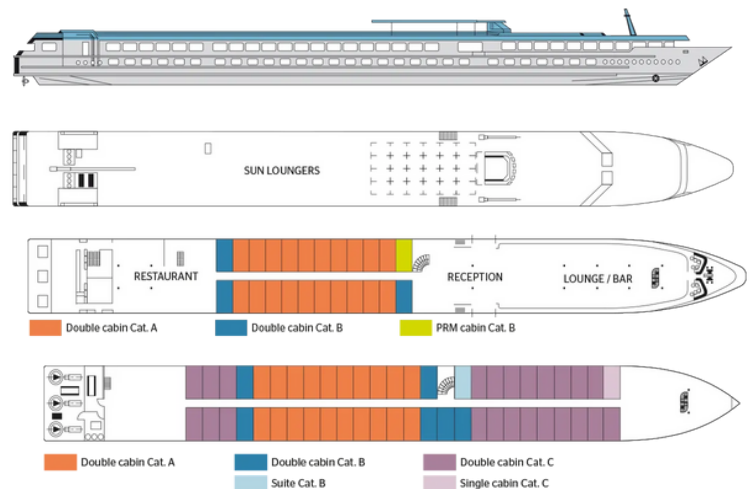 SUN LOUNGERS
RESTAURANT
RECEPTION
LOUNGE / BAR
Double cabin Cat. A
Double cabin Cat. B
PRM cabin Cat. B
Double cabin Cat. A
Double cabin Cat. B
Double cabin Cat. C
Suite Cat. B
Single cabin Cat. C